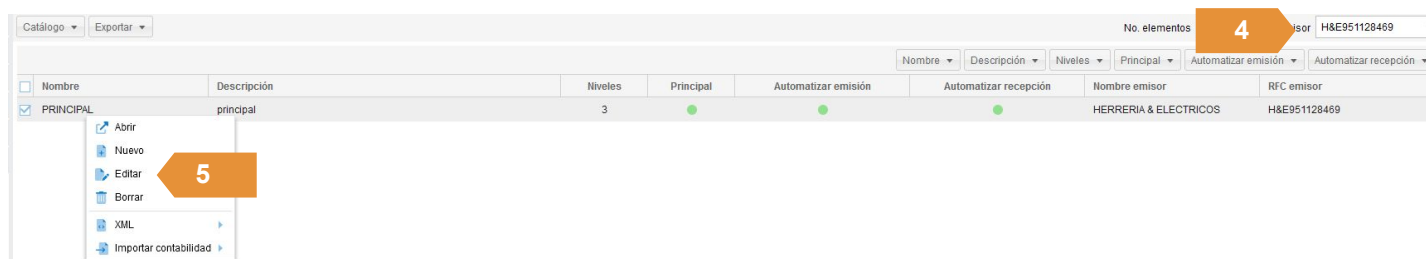 Catálogo Exportar No. elementos 4 isor H&E951128469
Nombre Descripción Niveles Principal Automatizar emisión Automatizar recepción
Nombre Descripción Niveles Principal Automatizar emisión Automatizar recepción Nombre emisor RFC emisor
PRINCIPAL principal 3 HERRERIA & ELECTRICOS H&E951128469
Abrir
Nuevo
Editar 5
Borrar
XML
Importar contabilidad